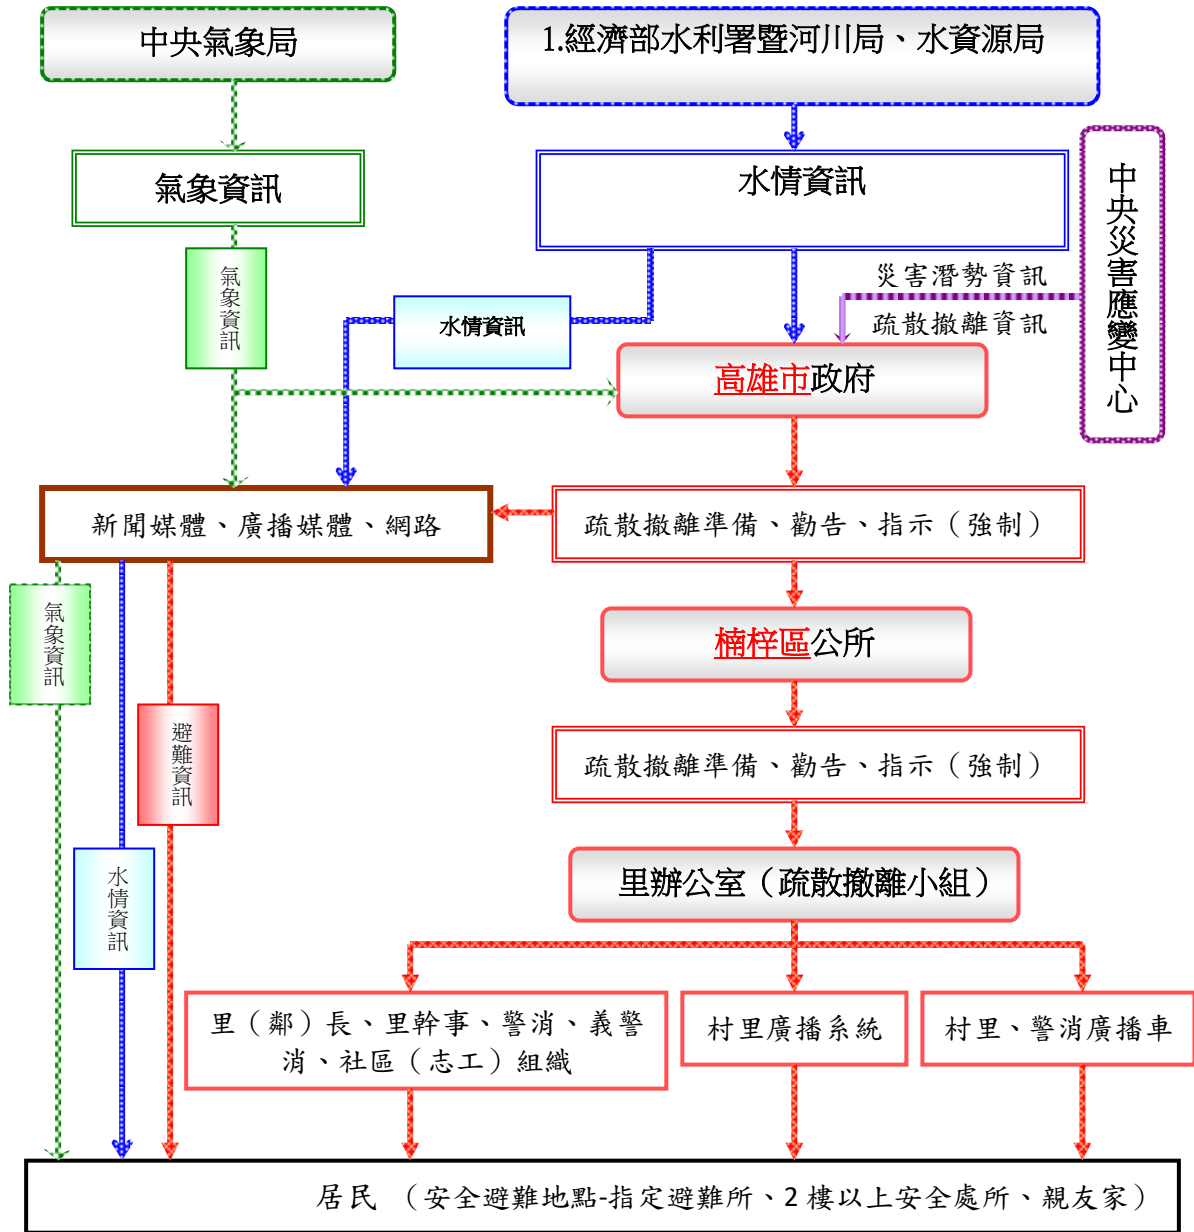 中央氣象局
1.經濟部水利署暨河川局、水資源局
氣象資訊
水情資訊
中央災害應變中心
氣象資訊
水情資訊
災害潛勢資訊
疏散撤離資訊
高雄市政府
新聞媒體、廣播媒體、網路
疏散撤離準備、勸告、指示（強制）
氣象資訊
楠梓區公所
避難資訊
疏散撤離準備、勸告、指示（強制）
水情資訊
里辦公室（疏散撤離小組）
里（鄰）長、里幹事、警消、義警
消、社區（志工）組織
村里廣播系統
村里、警消廣播車
居民 （安全避難地點-指定避難所、2 樓以上安全處所、親友家）